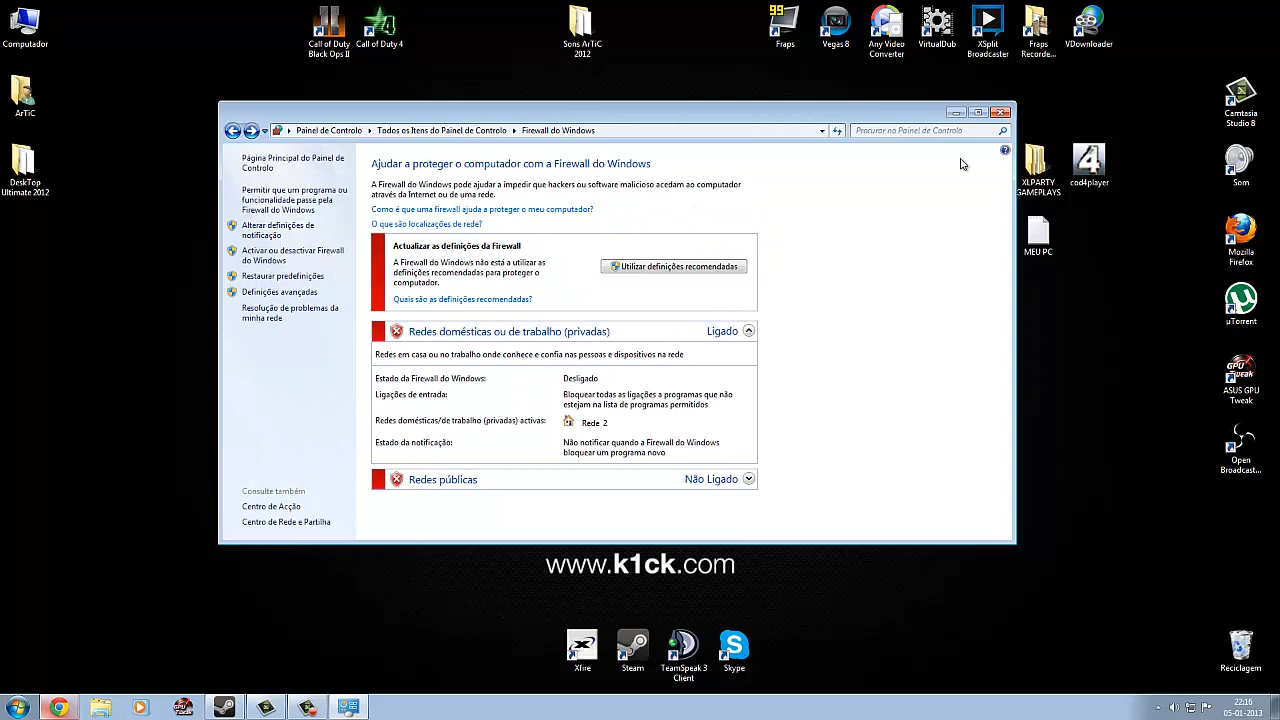 Computador
ArTiC
DeskTop
Ultimate 2012
Call of Duty
Black Ops II
Call of Duty 4
Sons ArTiC
2012
99
Fraps
Vegas 8
Any Video
Converter
VirtualDub
XSplit
Broadcaster
Fraps
Recorde...
VDownloader
Painel de Controlo
Todos os Itens do Painel de Controlo
Firewall do Windows
Procurar no Painel de Controlo
Página Principal do Painel de
Controlo
Permitir que um programa ou
funcionalidade passe pela
Firewall do Windows
Alterar definições de
notificação
Activar ou desactivar Firewall
do Windows
Restaurar predefinições
Definições avançadas
Resolução de problemas da
minha rede
Consulte também
Centro de Acção
Centro de Rede e Partilha
Ajudar a proteger o computador com a Firewall do Windows
A Firewall do Windows pode ajudar a impedir que hackers ou software malicioso acedam ao computador
através da Internet ou de uma rede.
Como é que uma firewall ajuda a proteger o meu computador?
O que são localizações de rede?
Actualizar as definições da Firewall
A Firewall do Windows não está a utilizar as
definições recomendadas para proteger o
computador.
Utilizar definições recomendadas
Quais são as definições recomendadas?
Redes domésticas ou de trabalho (privadas)
Ligado
Redes em casa ou no trabalho onde conhece e confia nas pessoas e dispositivos na rede
Estado da Firewall do Windows:
Desligado
Ligações de entrada:
Bloquear todas as ligações a programas que não
estejam na lista de programas permitidos
Redes domésticas/de trabalho (privadas) activas:
Rede 2
Estado da notificação:
Não notificar quando a Firewall do Windows
bloquear um programa novo
Redes públicas
Não Ligado
XLPARTY
GAMEPLAYS
4
cod4player
MEU PC
Camtasia
Studio 8
Som
Mozilla
Firefox
µTorrent
GPU
Tweak
ASUS GPU
Tweak
Open
Broadcast...
Reciclagem
www.k1ck.com
Xfire
Steam
TeamSpeak 3
Client
Skype
22:16
05-01-2013